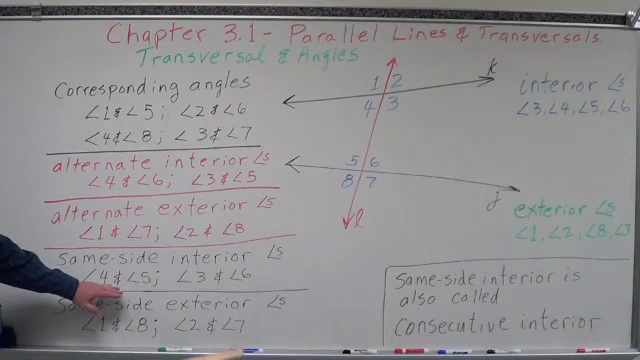 Chapter 3.1 - Parallel Lines & Transversals.
Transversal & Angles
Corresponding angles
∠1 & ∠5; ∠2 & ∠6
∠4 & ∠8; ∠3 & ∠7
alternate interior ∠s
∠4 & ∠6; ∠3 & ∠5
alternate exterior ∠s
∠1 & ∠7; ∠2 & ∠8
Same-side interior ∠s
∠4 & ∠5; ∠3 & ∠6
Same-side exterior ∠s
∠1 & ∠8; ∠2 & ∠7
k
1 2
4 3
5 6
8 7
j
l
interior ∠s
∠3, ∠4, ∠5, ∠6
exterior ∠s
∠1, ∠2, ∠8, ∠7
Same-side interior is
also called
consecutive interior